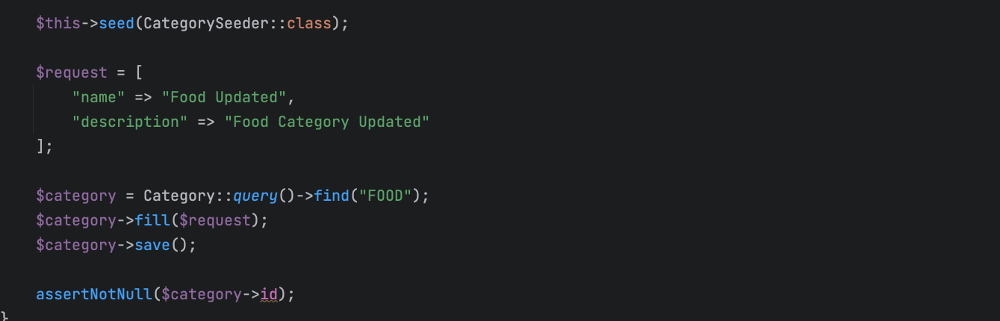 $this->seed(CategorySeeder::class);
$request = [
"name" => "Food Updated",
"description" => "Food Category Updated"
];
$category = Category::query()->find("FOOD");
$category->fill($request);
$category->save();
assertNotNull($category->id);
}